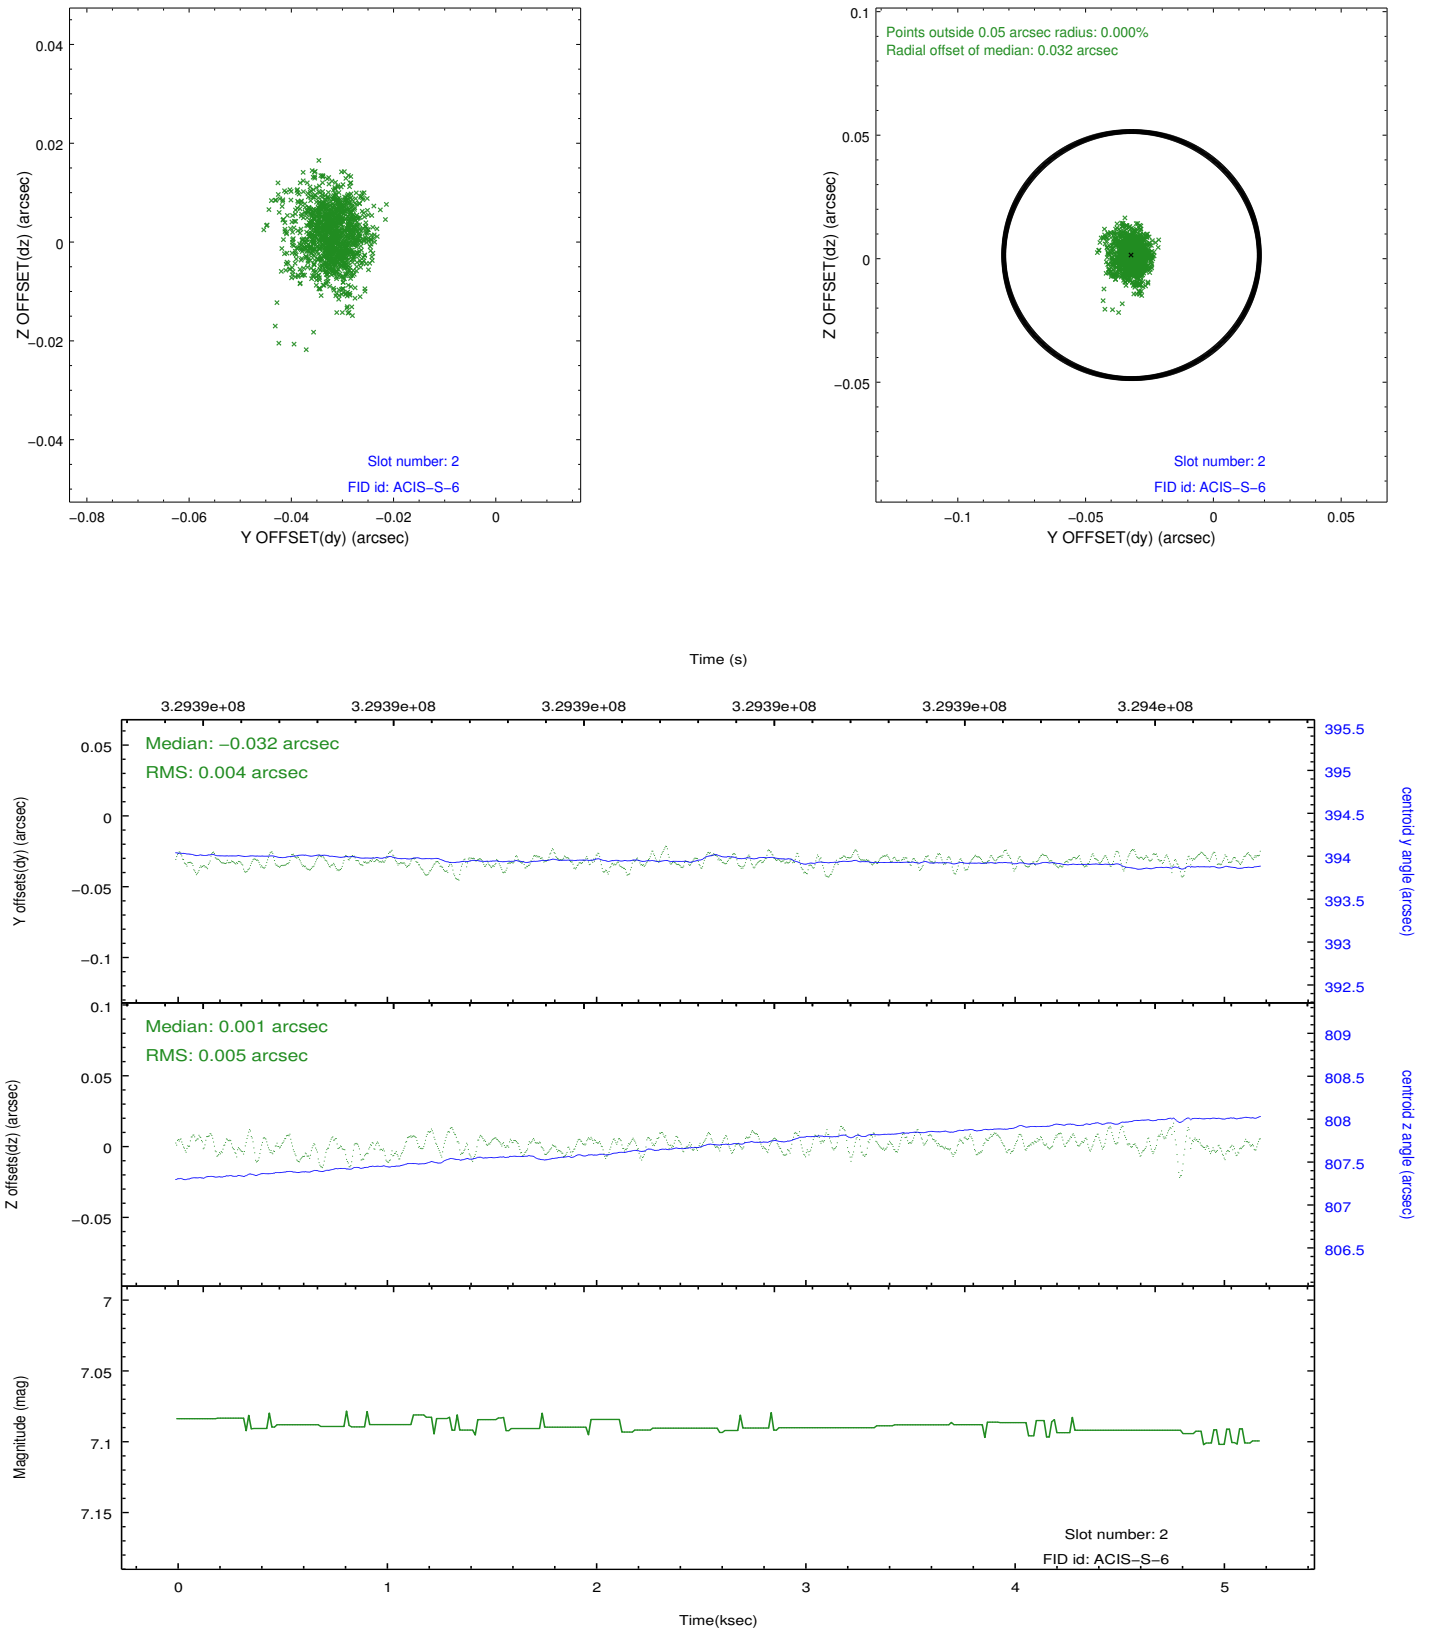 0.04
0.02
0
−0.02
−0.04
Z OFFSET(dz) (arcsec)
Slot number: 2
FID id: ACIS−S−6
−0.08
−0.06
−0.04
−0.02
0
Y OFFSET(dy) (arcsec)
Points outside 0.05 arcsec radius: 0.000%
Radial offset of median: 0.032 arcsec
0.1
0.05
0
−0.05
Z OFFSET(dz) (arcsec)
Slot number: 2
FID id: ACIS−S−6
−0.1
−0.05
0
0.05
Y OFFSET(dy) (arcsec)
Time (s)
3.2939e+08
3.2939e+08
3.2939e+08
3.2939e+08
3.2939e+08
3.294e+08
Median: −0.032 arcsec
RMS: 0.004 arcsec
0.05
0
−0.05
−0.1
Y offsets(dy) (arcsec)
395.5
395
394.5
394
393.5
393
392.5
centroid y angle (arcsec)
Median: 0.001 arcsec
RMS: 0.005 arcsec
0.1
0.05
0
−0.05
Z offsets(dz) (arcsec)
809
808.5
808
807.5
807
806.5
centroid z angle (arcsec)
7
7.05
7.1
7.15
Magnitude (mag)
Slot number: 2
FID id: ACIS−S−6
0
1
2
3
4
5
Time(ksec)